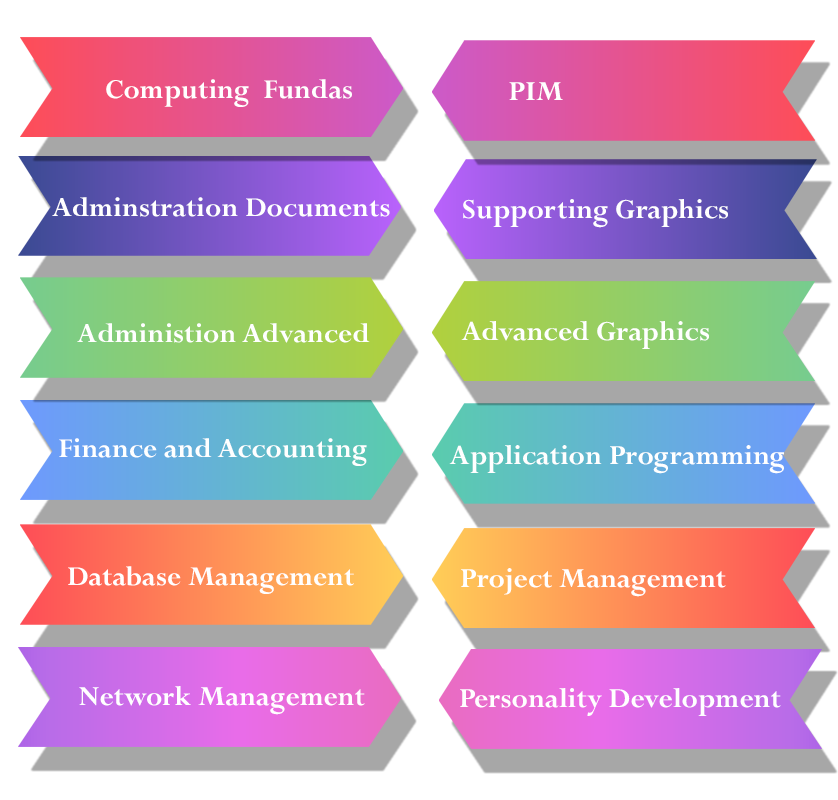 Computing Fundas
PIM
Adminstration Documents
Supporting Graphics
Administion Advanced
Advanced Graphics
Finance and Accounting
Application Programming
Database Management
Project Management
Network Management
Personality Development